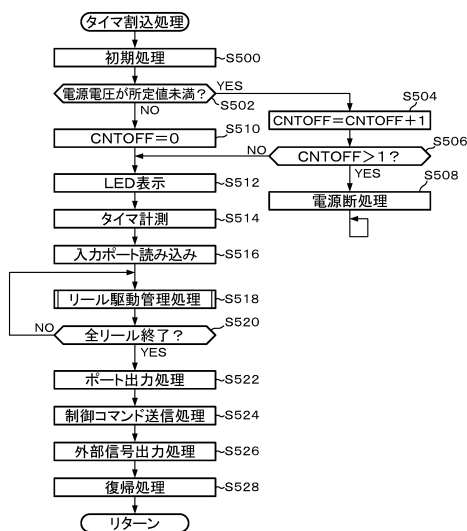 タイマ割込処理
初期処理
S500
電源電圧が所定値未満?
YES
S502
NO
S504
CNTOFF=CNTOFF+1
CNTOFF=0
S510
NO
S506
CNTOFF>1?
YES
S508
電源断処理
LED表示
S512
タイマ計測
S514
入力ポート読み込み
S516
リール駆動管理処理
S518
S520
NO
全リール終了?
YES
ポート出力処理
S522
制御コマンド送信処理
S524
外部信号出力処理
S526
復帰処理
S528
リターン